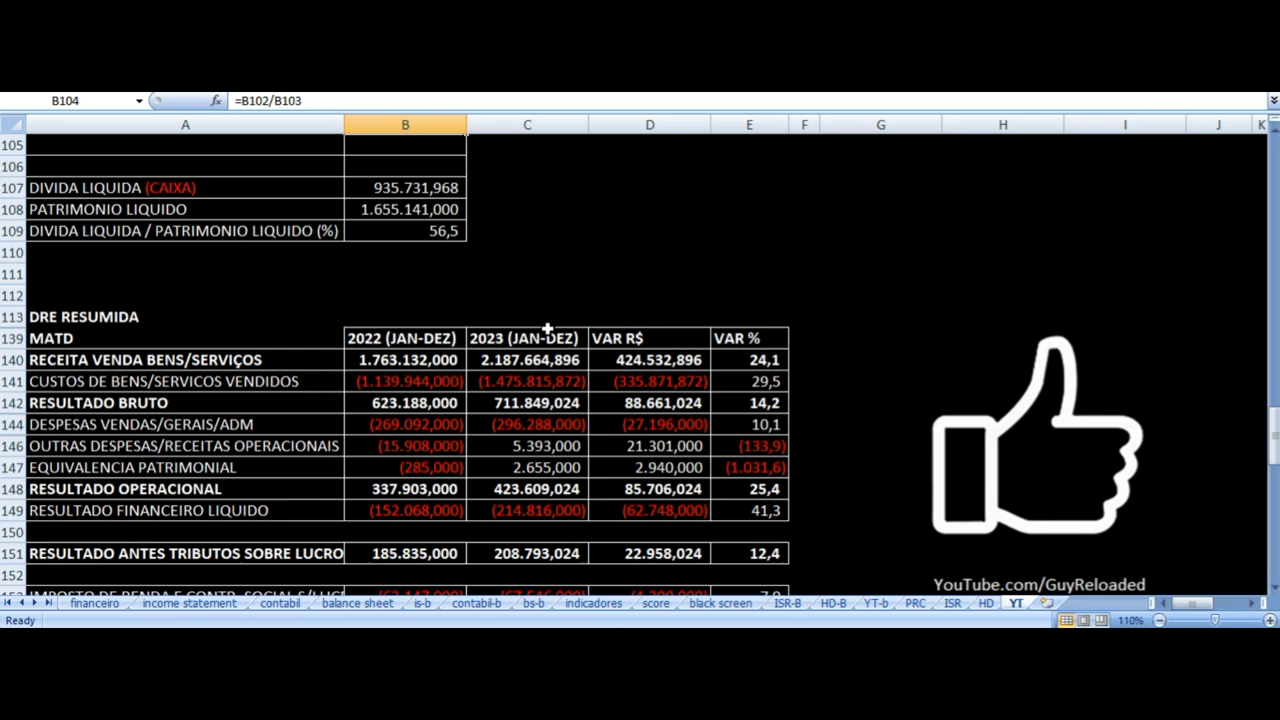 B104 fx =B102/B103
A B C D E F G H I J K
105
106
107 DIVIDA LIQUIDA (CAIXA) 935.731,968
108 PATRIMONIO LIQUIDO 1.655.141,000
109 DIVIDA LIQUIDA / PATRIMONIO LIQUIDO (%) 56,5
110
111
112
113 DRE RESUMIDA
139 MATD 2022 (JAN-DEZ) 2023 (JAN-DEZ) VAR R$ VAR %
140 RECEITA VENDA BENS/SERVIÇOS 1.763.132,000 2.187.664,896 424.532,896 24,1
141 CUSTOS DE BENS/SERVICOS VENDIDOS (1.139.944,000) (1.475.815,872) (335.871,872) 29,5
142 RESULTADO BRUTO 623.188,000 711.849,024 88.661,024 14,2
144 DESPESAS VENDAS/GERAIS/ADM (269.092,000) (296.288,000) (27.196,000) 10,1
146 OUTRAS DESPESAS/RECEITAS OPERACIONAIS (15.908,000) 5.393,000 21.301,000 (133,9)
147 EQUIVALENCIA PATRIMONIAL (285,000) 2.655,000 2.940,000 (1.031,6)
148 RESULTADO OPERACIONAL 337.903,000 423.609,024 85.706,024 25,4
149 RESULTADO FINANCEIRO LIQUIDO (152.068,000) (214.816,000) (62.748,000) 41,3
150
151 RESULTADO ANTES TRIBUTOS SOBRE LUCRO 185.835,000 208.793,024 22.958,024 12,4
152
YouTube.com/GuyReloaded
financeiro income statement contabil balance sheet is-b contabil-b bs-b indicadores score black screen ISR-B HD-B YT-b PRC ISR HD YT
Ready 110%